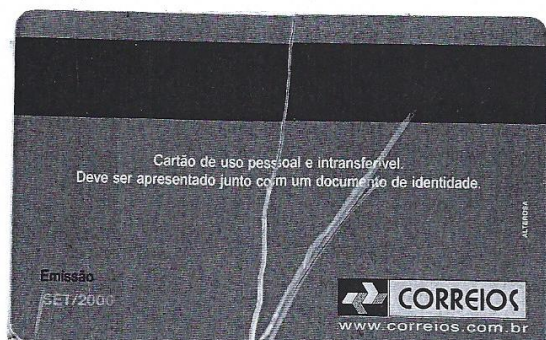 Cartão de uso pessoal e intransferível.
Deve ser apresentado junto com um documento de identidade.
ALTEROSA
Emissão
SET/2000
CORREIOS
www.correios.com.br